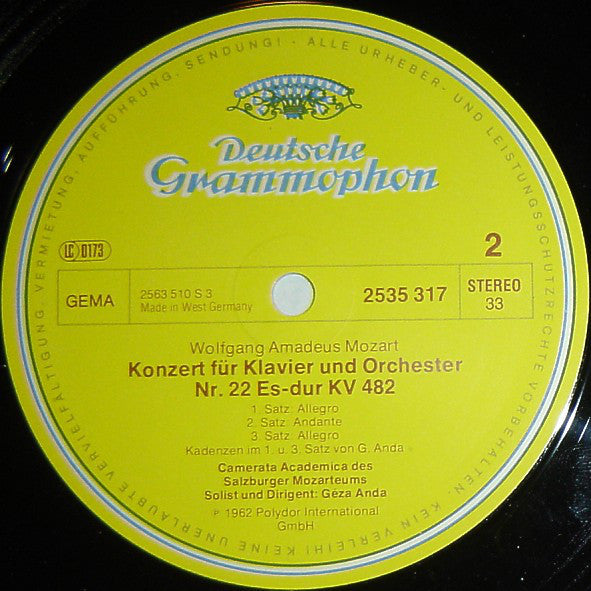 KEIN VERLEIH! KEINE UNERLAUBTE VERVIELFÄLTIGUNG, VERMIETUNG, AUFFÜHRUNG, SENDUNG! - ALLE URHEBER- UND LEISTUNGSSCHUTZRECHTE VORBEHALTEN ·
Deutsche
Grammophon
LC 0173
2
GEMA
2563 510 S 3
Made in West Germany
2535 317
STEREO
33
Wolfgang Amadeus Mozart
Konzert für Klavier und Orchester
Nr. 22 Es-dur KV 482
1. Satz: Allegro
2. Satz: Andante
3. Satz: Allegro
Kadenzen im 1. u. 3. Satz von G. Anda
Camerata Academica des
Salzburger Mozarteums
Solist und Dirigent: Géza Anda
℗ 1962 Polydor International
GmbH